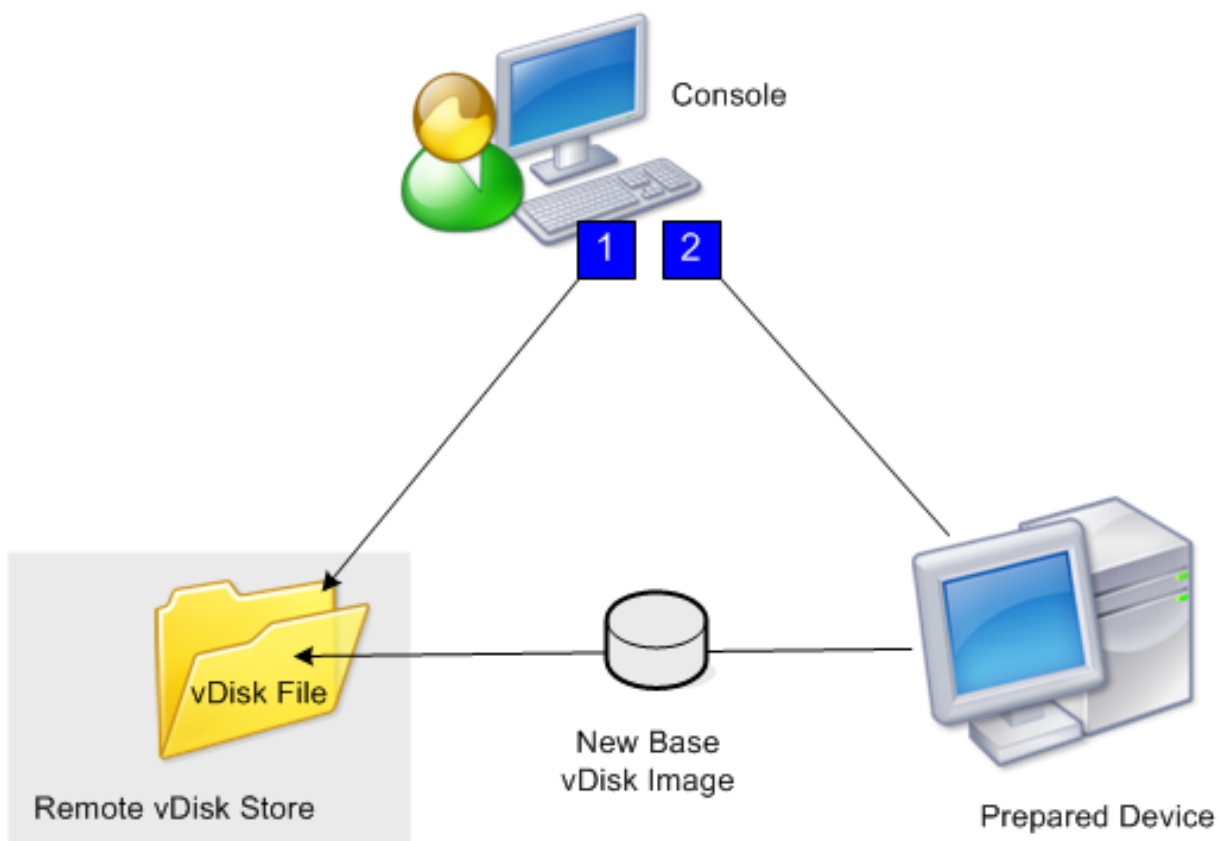 Console
1 2
vDisk File
New Base
vDisk Image
Remote vDisk Store
Prepared Device